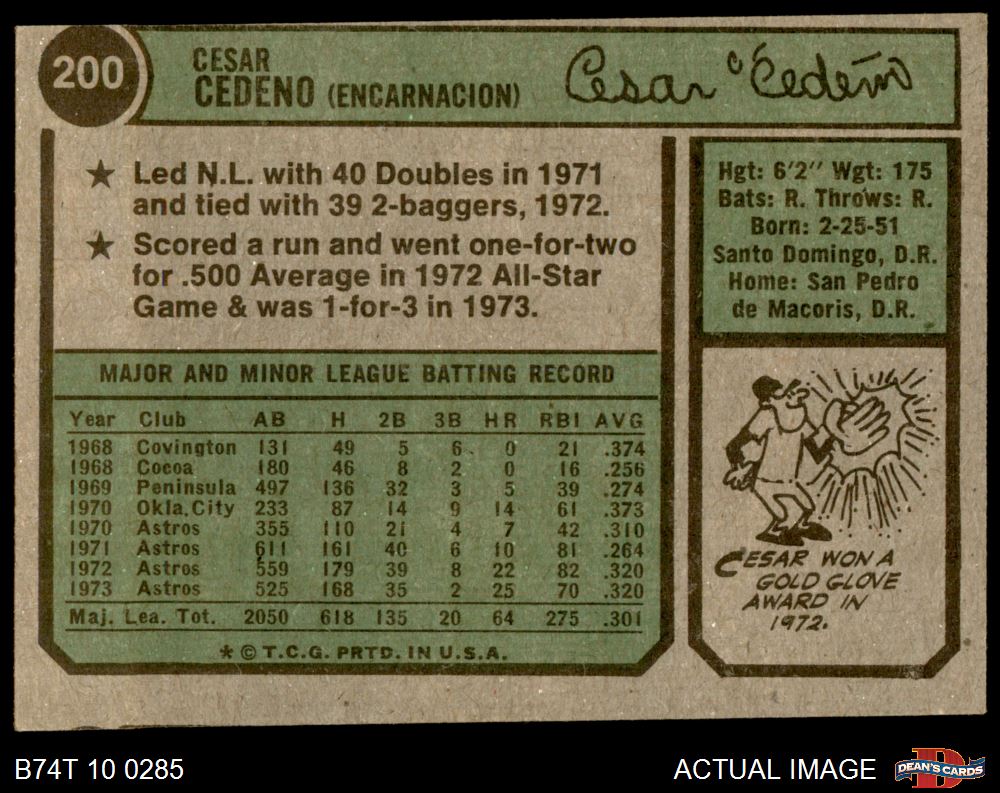 200
CESAR
CEDENO (ENCARNACION)
Cesar Cedeño
★ Led N.L. with 40 Doubles in 1971
and tied with 39 2-baggers, 1972.
★ Scored a run and went one-for-two
for .500 Average in 1972 All-Star
Game & was 1-for-3 in 1973.
Hgt: 6'2" Wgt: 175
Bats: R. Throws: R.
Born: 2-25-51
Santo Domingo, D.R.
Home: San Pedro
de Macoris, D.R.
MAJOR AND MINOR LEAGUE BATTING RECORD
Year Club AB H 2B 3B HR RBI AVG
1968 Covington 131 49 5 6 0 21 .374
1968 Cocoa 180 46 8 2 0 16 .256
1969 Peninsula 497 136 32 3 5 39 .274
1970 Okla.City 233 87 14 9 14 61 .373
1970 Astros 355 110 21 4 7 42 .310
1971 Astros 611 161 40 6 10 81 .264
1972 Astros 559 179 39 8 22 82 .320
1973 Astros 525 168 35 2 25 70 .320
Maj. Lea. Tot. 2050 618 135 20 64 275 .301
* © T.C.G. PRTD. IN U.S.A.
CESAR WON A
GOLD GLOVE
AWARD IN
1972.
B74T 10 0285
ACTUAL IMAGE
DEAN'S CARDS